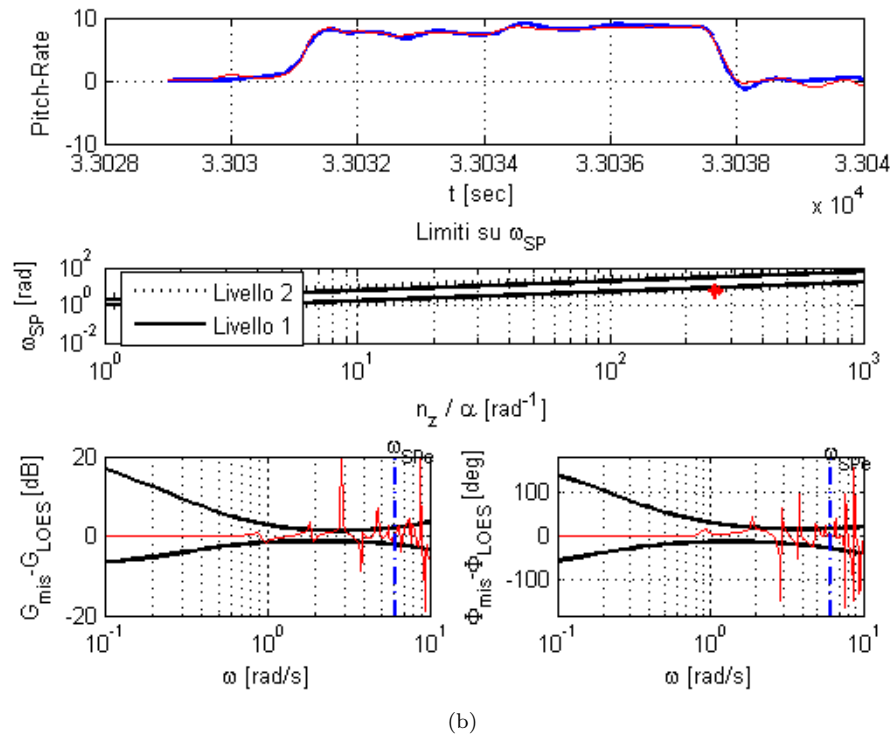 10
0
-10
Pitch-Rate
3.3028 3.303 3.3032 3.3034 3.3036 3.3038 3.304
t [sec]
x 10^4
Limiti su ω_SP
10^2
10^0
10^-2
ω_SP [rad]
Livello 2
Livello 1
10^0 10^1 10^2 10^3
n_z / α [rad^-1]
20
0
-20
G_mis-G_LOES [dB]
ω_SPe
10^-1 10^0 10^1
ω [rad/s]
100
0
-100
Φ_mis-Φ_LOES [deg]
ω_SPe
10^-1 10^0 10^1
ω [rad/s]
(b)